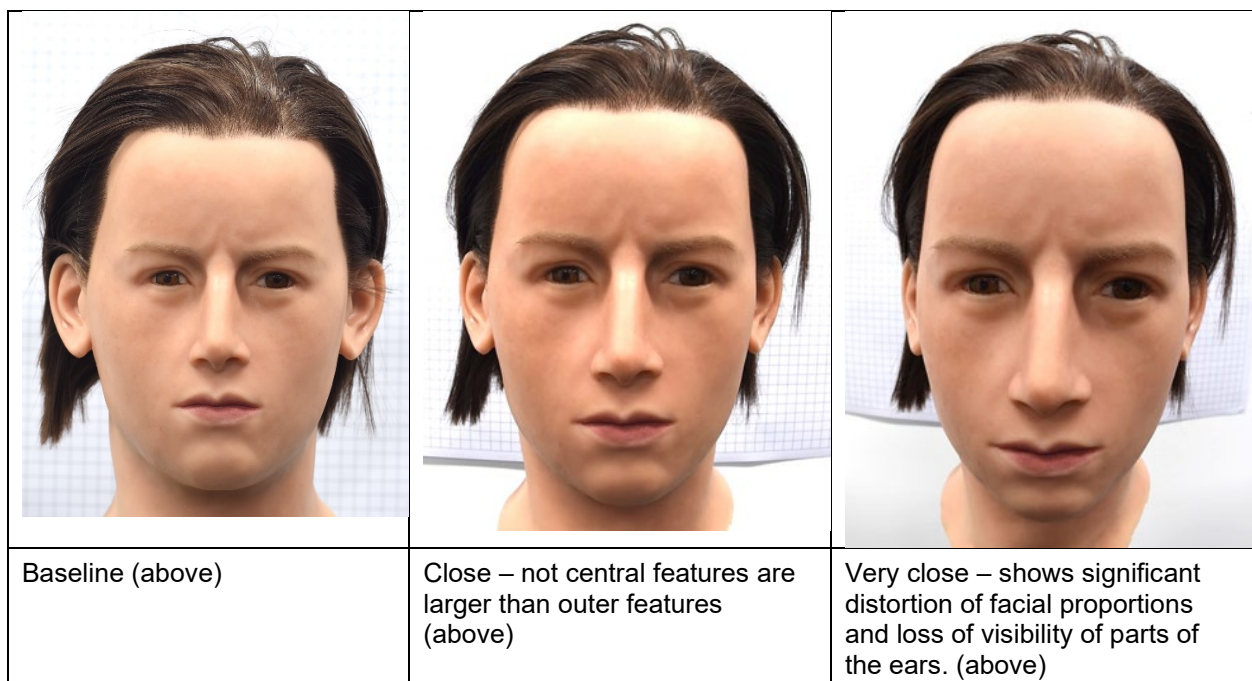 Baseline (above)
Close – not central features are
larger than outer features
(above)
Very close – shows significant
distortion of facial proportions
and loss of visibility of parts of
the ears. (above)